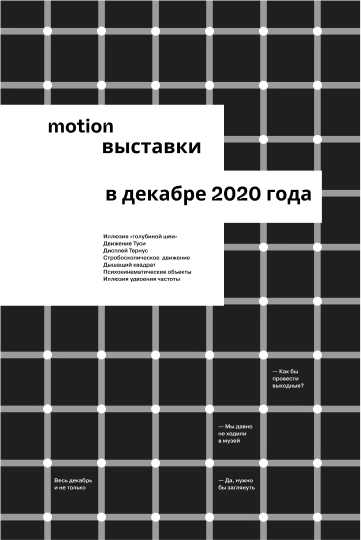 motion
выставки
в декабре 2020 года
Иллюзия «голубиной шеи»
Движение Туси
Дисплей Тернус
Стробоскопическое движение
Дышащий квадрат
Психокинематические объекты
Иллюзия удвоения частоты
— Как бы
провести
выходные?
— Мы давно
не ходили
в музей
Весь декабрь
и не только
— Да, нужно
бы заглянуть